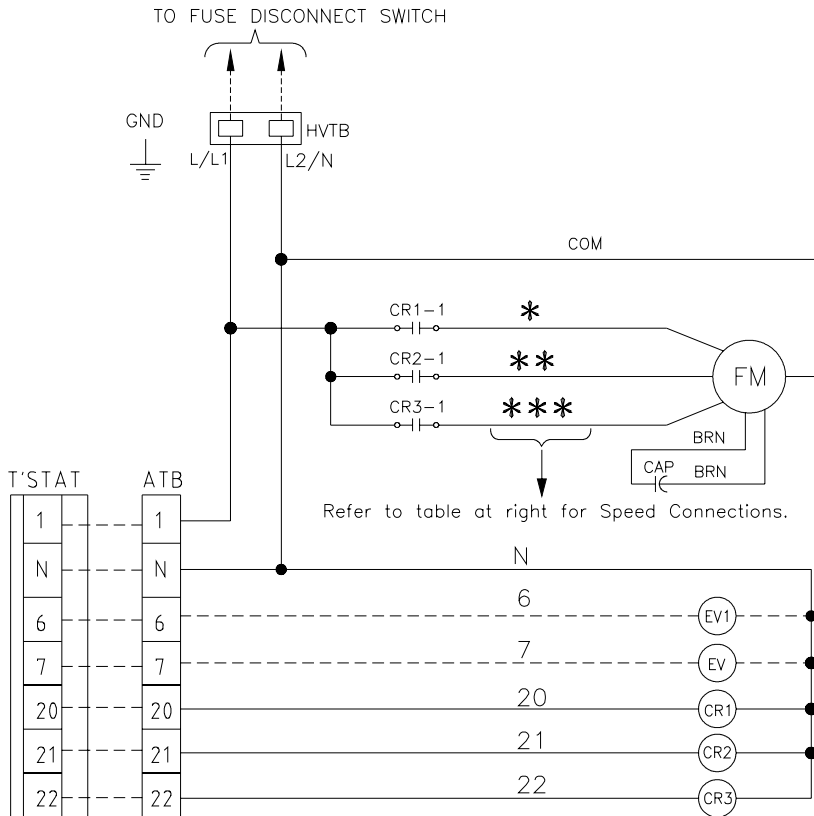 TO FUSE DISCONNECT SWITCH
GND
HVTB
L/L1
L2/N
COM
CR1-1
*
CR2-1
**
FM
CR3-1
***
BRN
CAP
BRN
T'STAT
ATB
Refer to table at right for Speed Connections.
1
1
N
N
N
6
6
6
EV1
7
7
7
EV
20
20
20
CR1
21
21
21
CR2
22
22
22
CR3